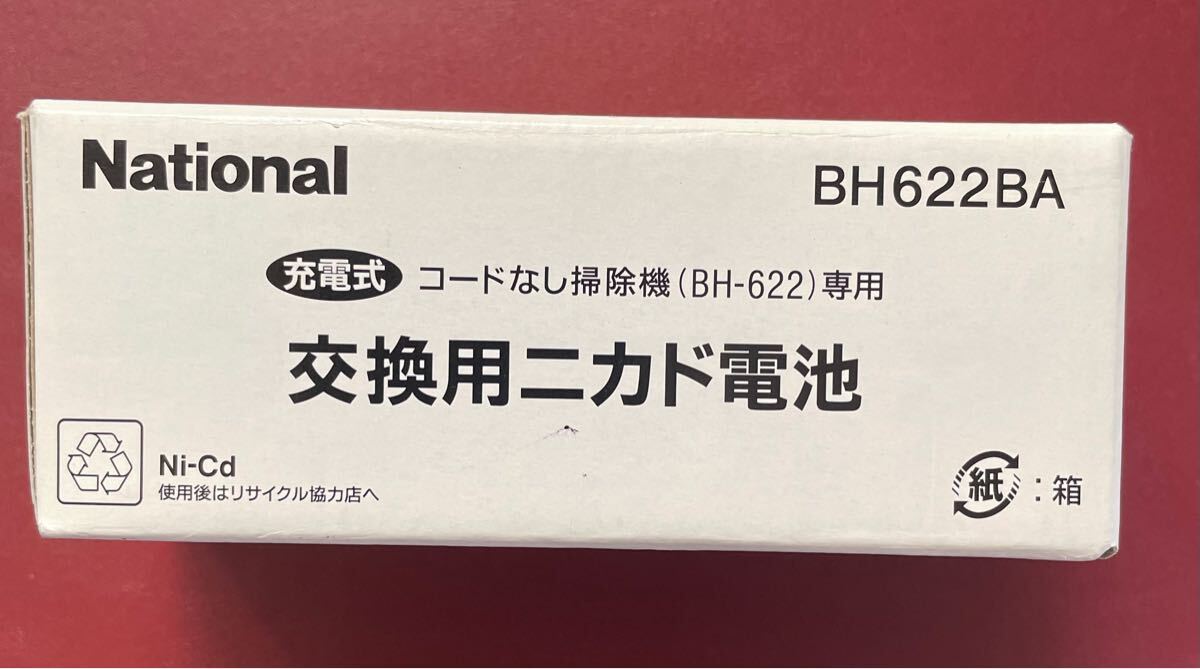 National
BH622BA
充電式 コードなし掃除機(BH-622)専用
交換用ニカド電池
Ni-Cd
使用後はリサイクル協力店へ
紙:箱